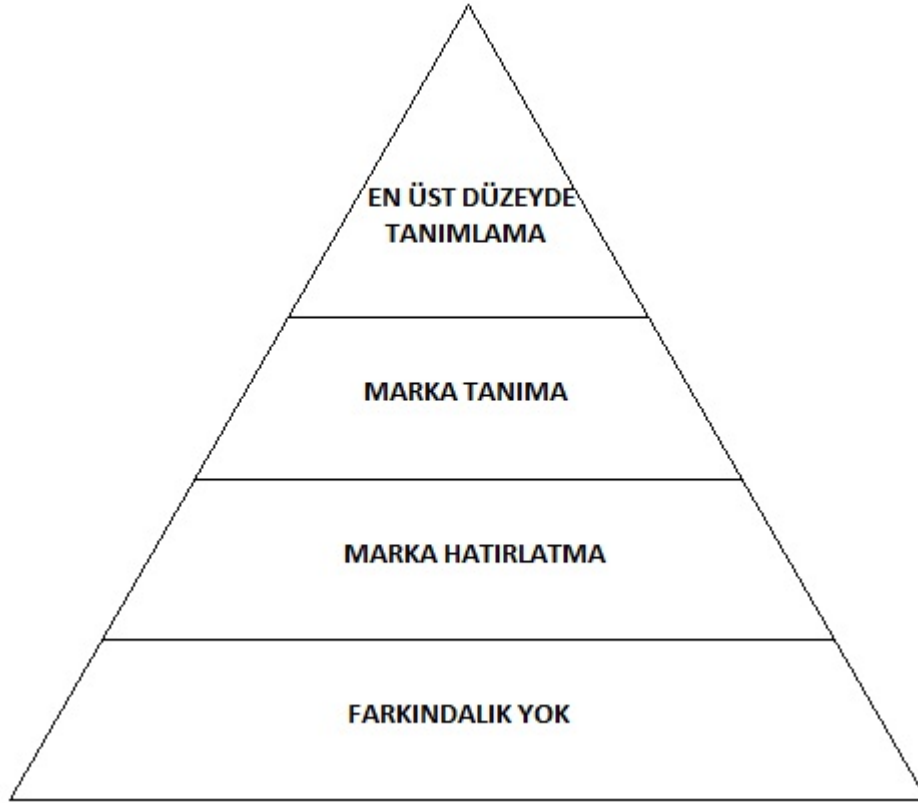 EN ÜST DÜZEYDE
TANIMLAMA
MARKA TANIMA
MARKA HATIRLATMA
FARKINDALIK YOK